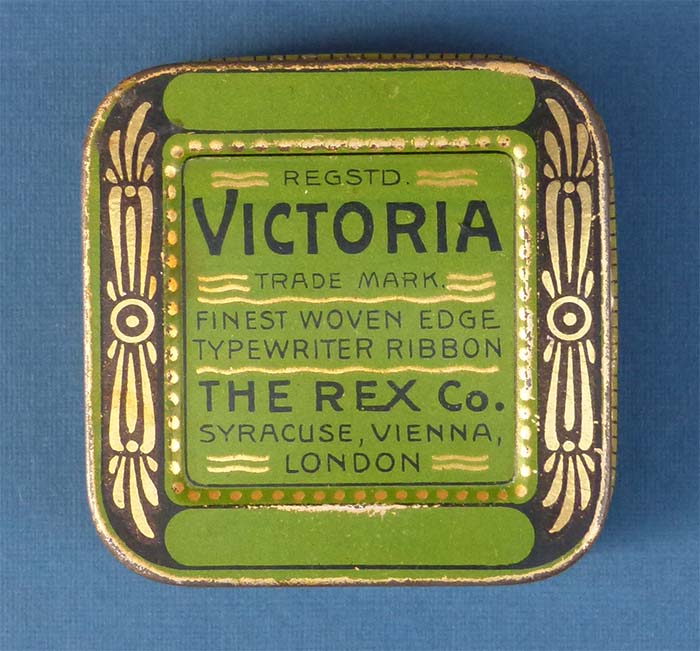 REGSTD.
VICTORIA
TRADE MARK.
FINEST WOVEN EDGE
TYPEWRITER RIBBON
THE REX Co.
SYRACUSE, VIENNA,
LONDON